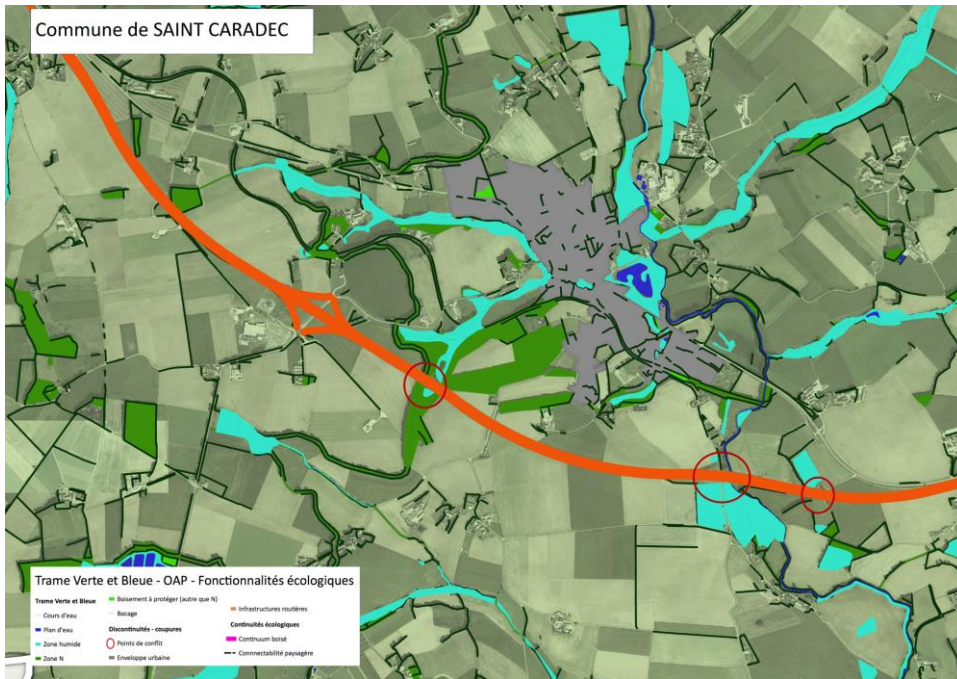 Commune de SAINT CARADEC
Trame Verte et Bleue - OAP - Fonctionnalités écologiques
Trame Verte et Bleue
Cours d'eau
Plan d'eau
Zone humide
Zone N
Boisement à protéger (autre que N)
Bocage
Discontinuités - coupures
Points de conflit
Enveloppe urbaine
Infrastructures routières
Continuités écologiques
Continuum boisé
Connnectabilité paysagère